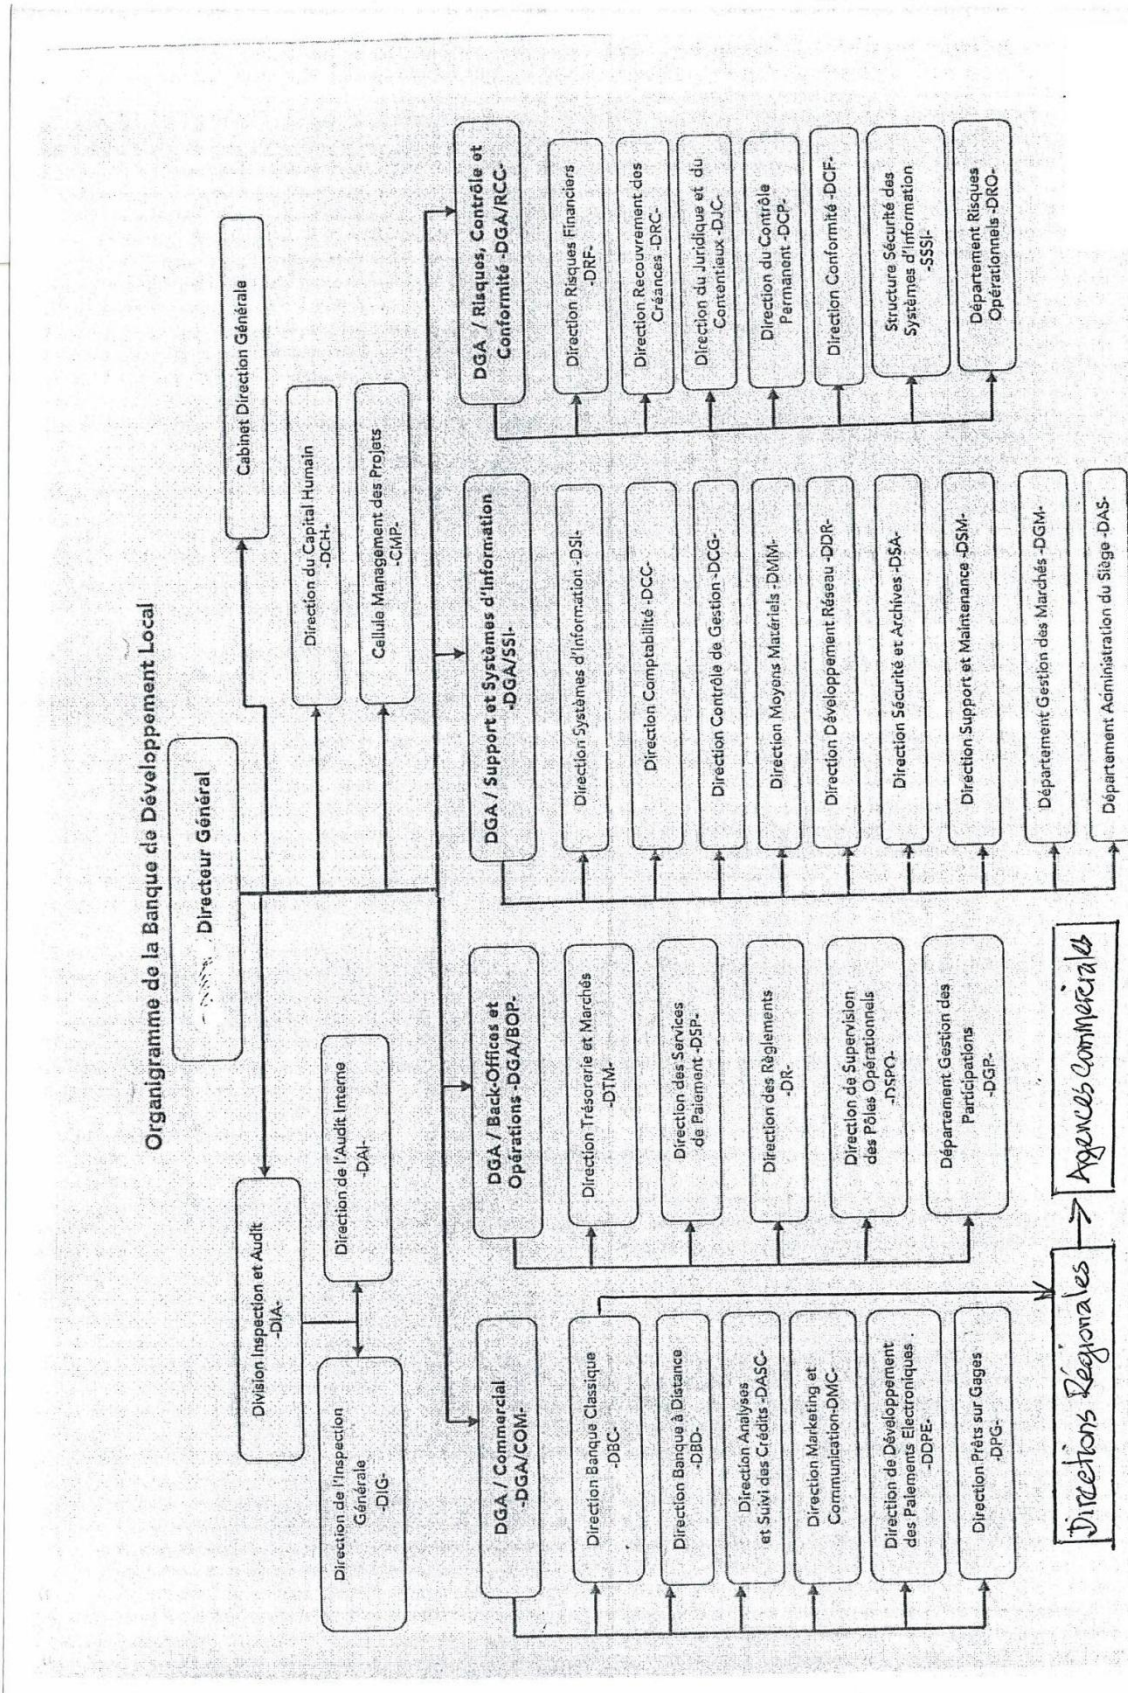 Organigramme de la Banque de Développement Local
Directeur Général
Cabinet Direction Générale
Division Inspection et Audit
-DIA-
Direction de l'Inspection
Générale
-DIG-
Direction de l'Audit Interne
-DAI-
Direction du Capital Humain
-DCH-
Cellule Management des Projets
-CMP-
DGA / Commercial
-DGA/COM-
Direction Banque Classique
-DBC-
Direction Banque à Distance
-DBD-
Direction Analyses
et Suivi des Crédits -DASC-
Direction Marketing et
Communication-DMC-
Direction de Développement
des Paiements Electroniques .
-DDPE-
Direction Prêts sur Gages
-DPG-
DGA / Back-Offices et
Opérations -DGA/BOP-
Direction Trésorerie et Marchés
-DTM-
Direction des Services
de Paiement -DSP-
Direction des Règlements
-DR-
Direction de Supervision
des Pôles Opérationnels
-DSPO-
Département Gestion des
Participations
-DGP-
DGA / Support et Systèmes d'Information
-DGA/SSI-
Direction Systèmes d'Information -DSI-
Direction Comptabilité -DCC-
Direction Contrôle de Gestion -DCG-
Direction Moyens Matériels -DMM-
Direction Développement Réseau -DDR-
Direction Sécurité et Archives -DSA-
Direction Support et Maintenance -DSM-
Département Gestion des Marchés -DGM-
Département Administration du Siège -DAS-
DGA / Risques, Contrôle et
Conformité -DGA/RCC-
Direction Risques Financiers
-DRF-
Direction Recouvrement des
Créances -DRC-
Direction du Juridique et du
Contentieux -DJC-
Direction du Contrôle
Permanent -DCP-
Direction Conformité -DCF-
Structure Sécurité des
Systèmes d'Information
-SSSI-
Département Risques
Opérationnels -DRO-
Directions Régionales
Agences commerciales